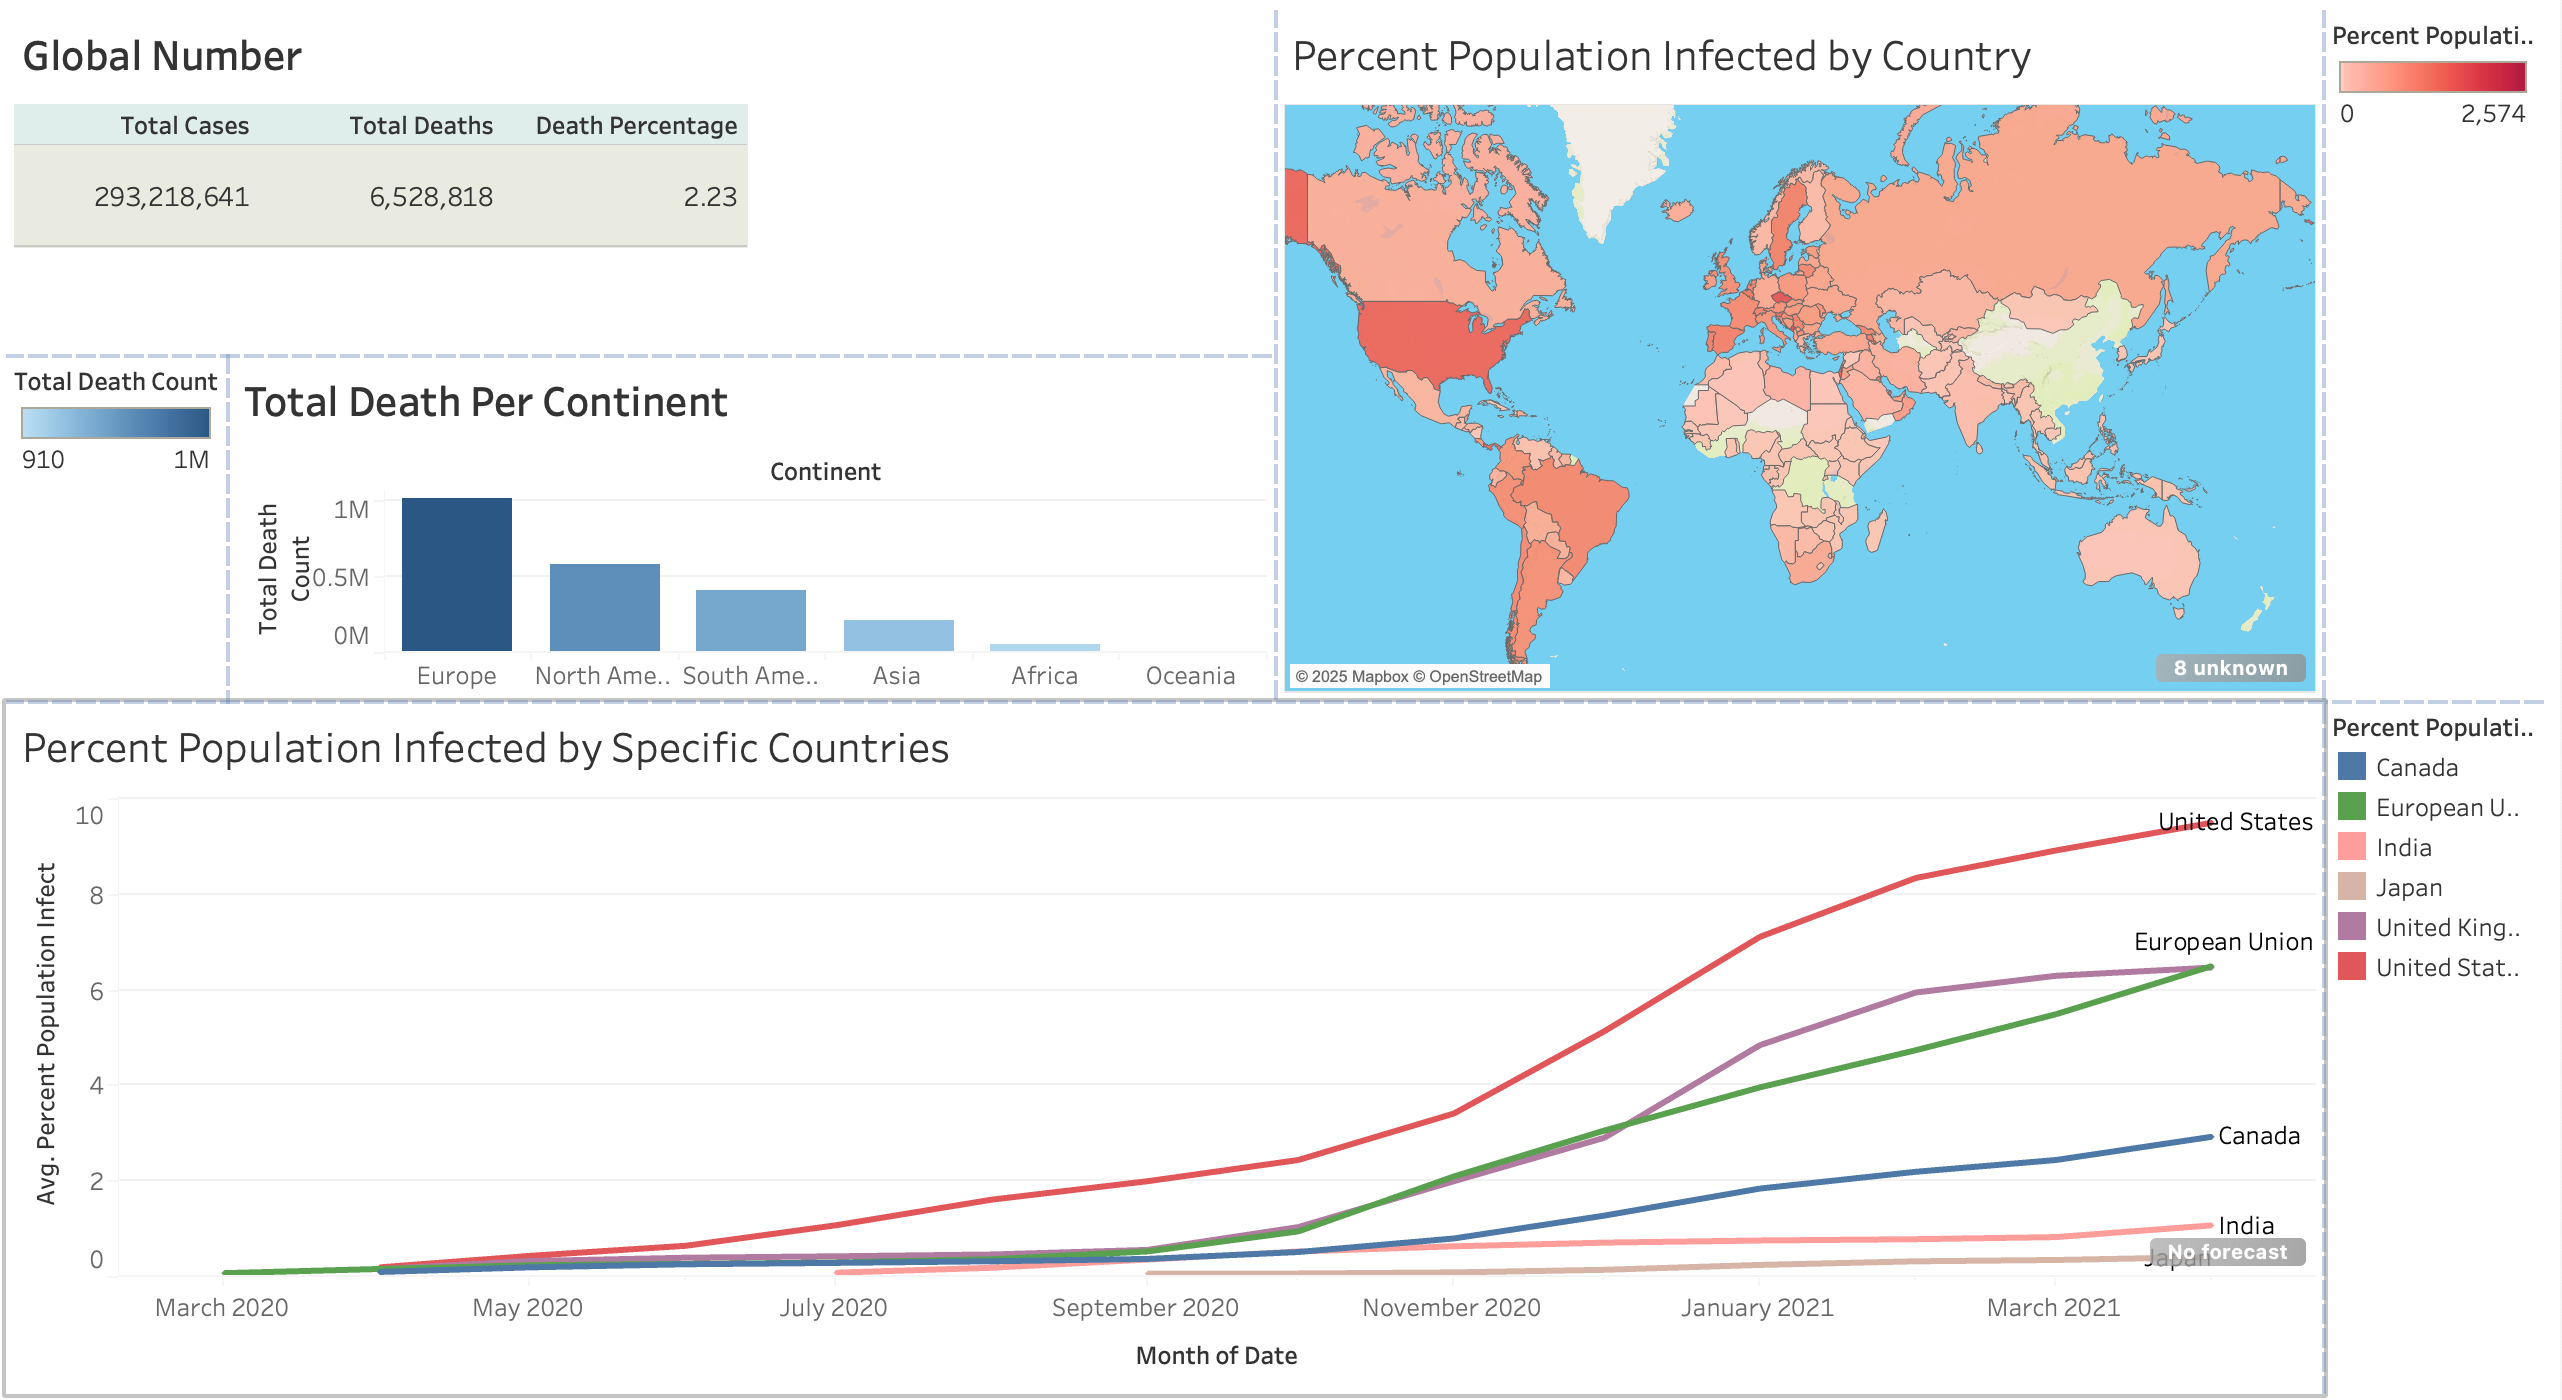 Global Number
Total Cases Total Deaths Death Percentage
293,218,641 6,528,818 2.23
Percent Population Infected by Country
© 2025 Mapbox © OpenStreetMap
8 unknown
Percent Populati..
0 2,574
Total Death Count
910 1M
Total Death Per Continent
Continent
Total Death
Count
1M
0.5M
0M
Europe North Ame.. South Ame.. Asia Africa Oceania
Percent Population Infected by Specific Countries
Avg. Percent Population Infect
10
8
6
4
2
0
United States
European Union
Canada
India
Japan
No forecast
March 2020 May 2020 July 2020 September 2020 November 2020 January 2021 March 2021
Month of Date
Percent Populati..
Canada
European U..
India
Japan
United King..
United Stat..